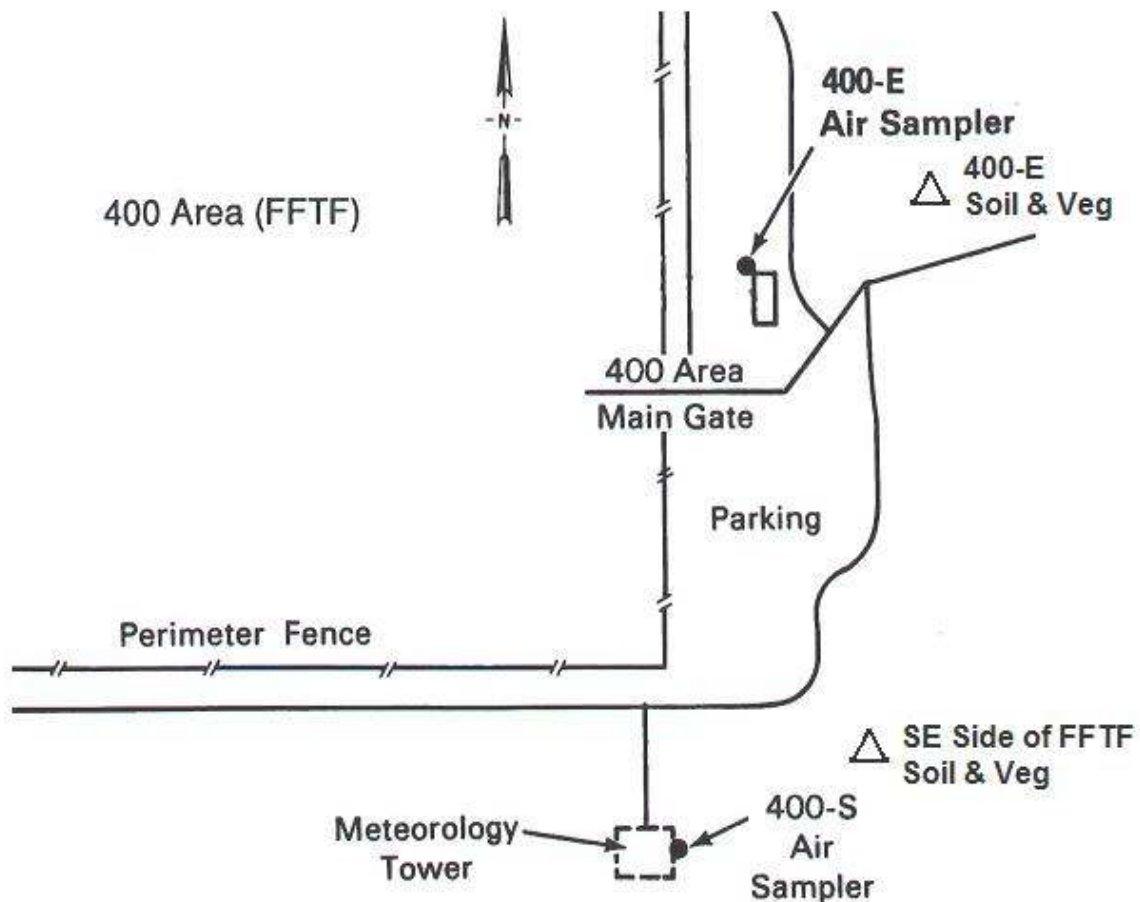 400-E
Air Sampler
-N-
400-E
Soil & Veg
400 Area (FFTF)
400 Area
Main Gate
Parking
Perimeter Fence
SE Side of FFTF
Soil & Veg
400-S
Air
Sampler
Meteorology
Tower